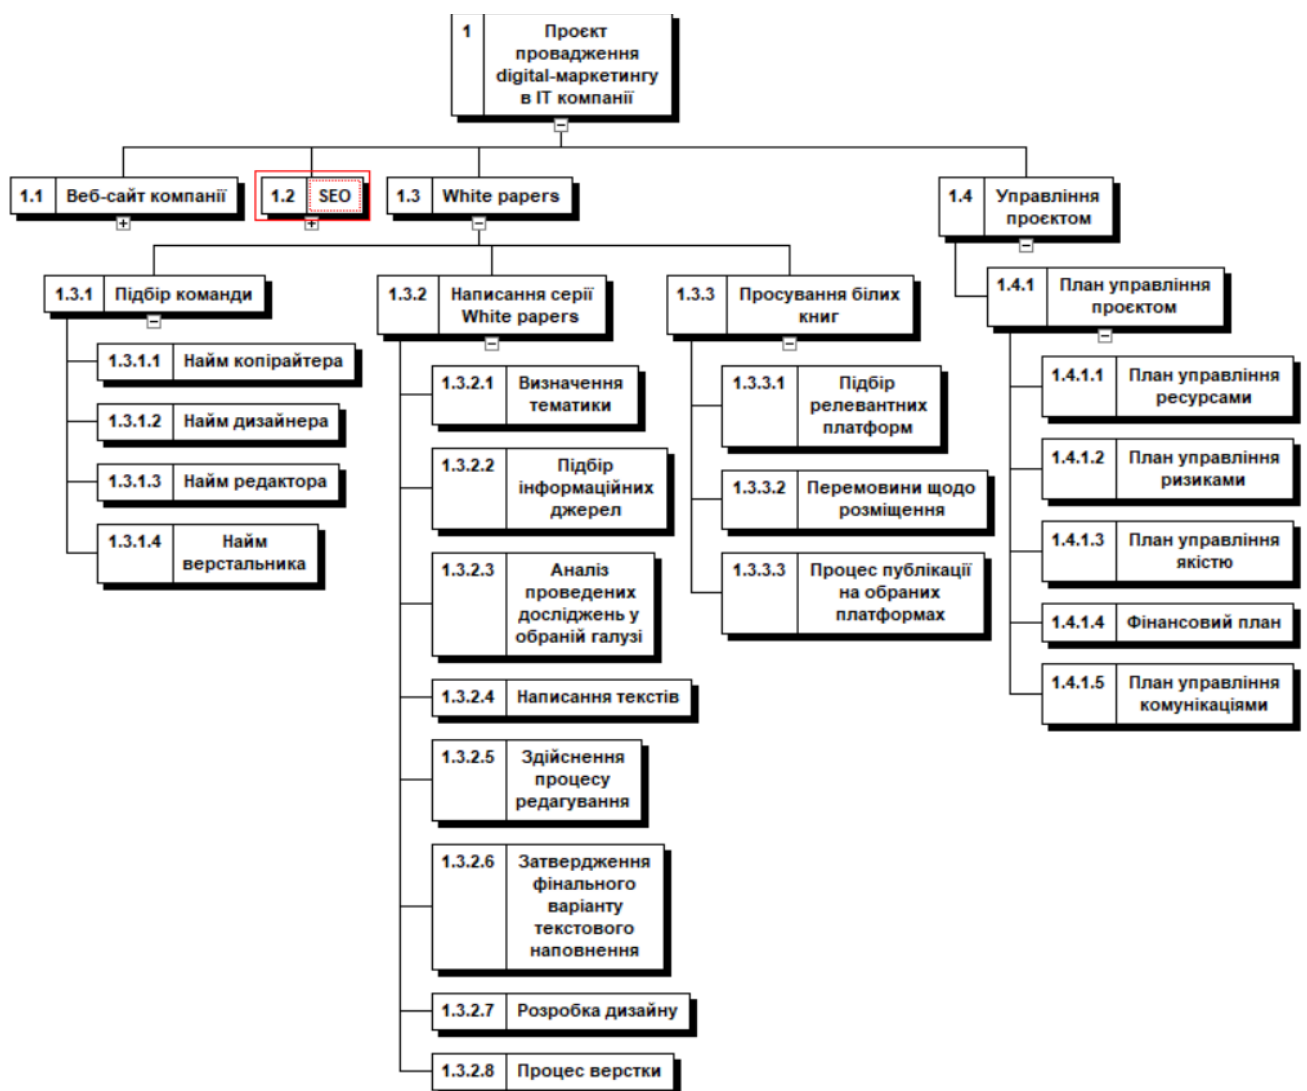 1
Проєкт
провадження
digital-маркетингу
в ІТ компанії
1.1 Веб-сайт компанії
1.2 SEO
1.3 White papers
1.4 Управління
проєктом
1.3.1 Підбір команди
1.3.1.1 Найм копірайтера
1.3.1.2 Найм дизайнера
1.3.1.3 Найм редактора
1.3.1.4 Найм
верстальника
1.3.2 Написання серії
White papers
1.3.2.1 Визначення
тематики
1.3.2.2 Підбір
інформаційних
джерел
1.3.2.3 Аналіз
проведених
досліджень у
обраній галузі
1.3.2.4 Написання текстів
1.3.2.5 Здійснення
процесу
редагування
1.3.2.6 Затвердження
фінального
варіанту
текстового
наповнення
1.3.2.7 Розробка дизайну
1.3.2.8 Процес верстки
1.3.3 Просування білих
книг
1.3.3.1 Підбір
релевантних
платформ
1.3.3.2 Перемовини щодо
розміщення
1.3.3.3 Процес публікації
на обраних
платформах
1.4.1 План управління
проєктом
1.4.1.1 План управління
ресурсами
1.4.1.2 План управління
ризиками
1.4.1.3 План управління
якістю
1.4.1.4 Фінансовий план
1.4.1.5 План управління
комунікаціями